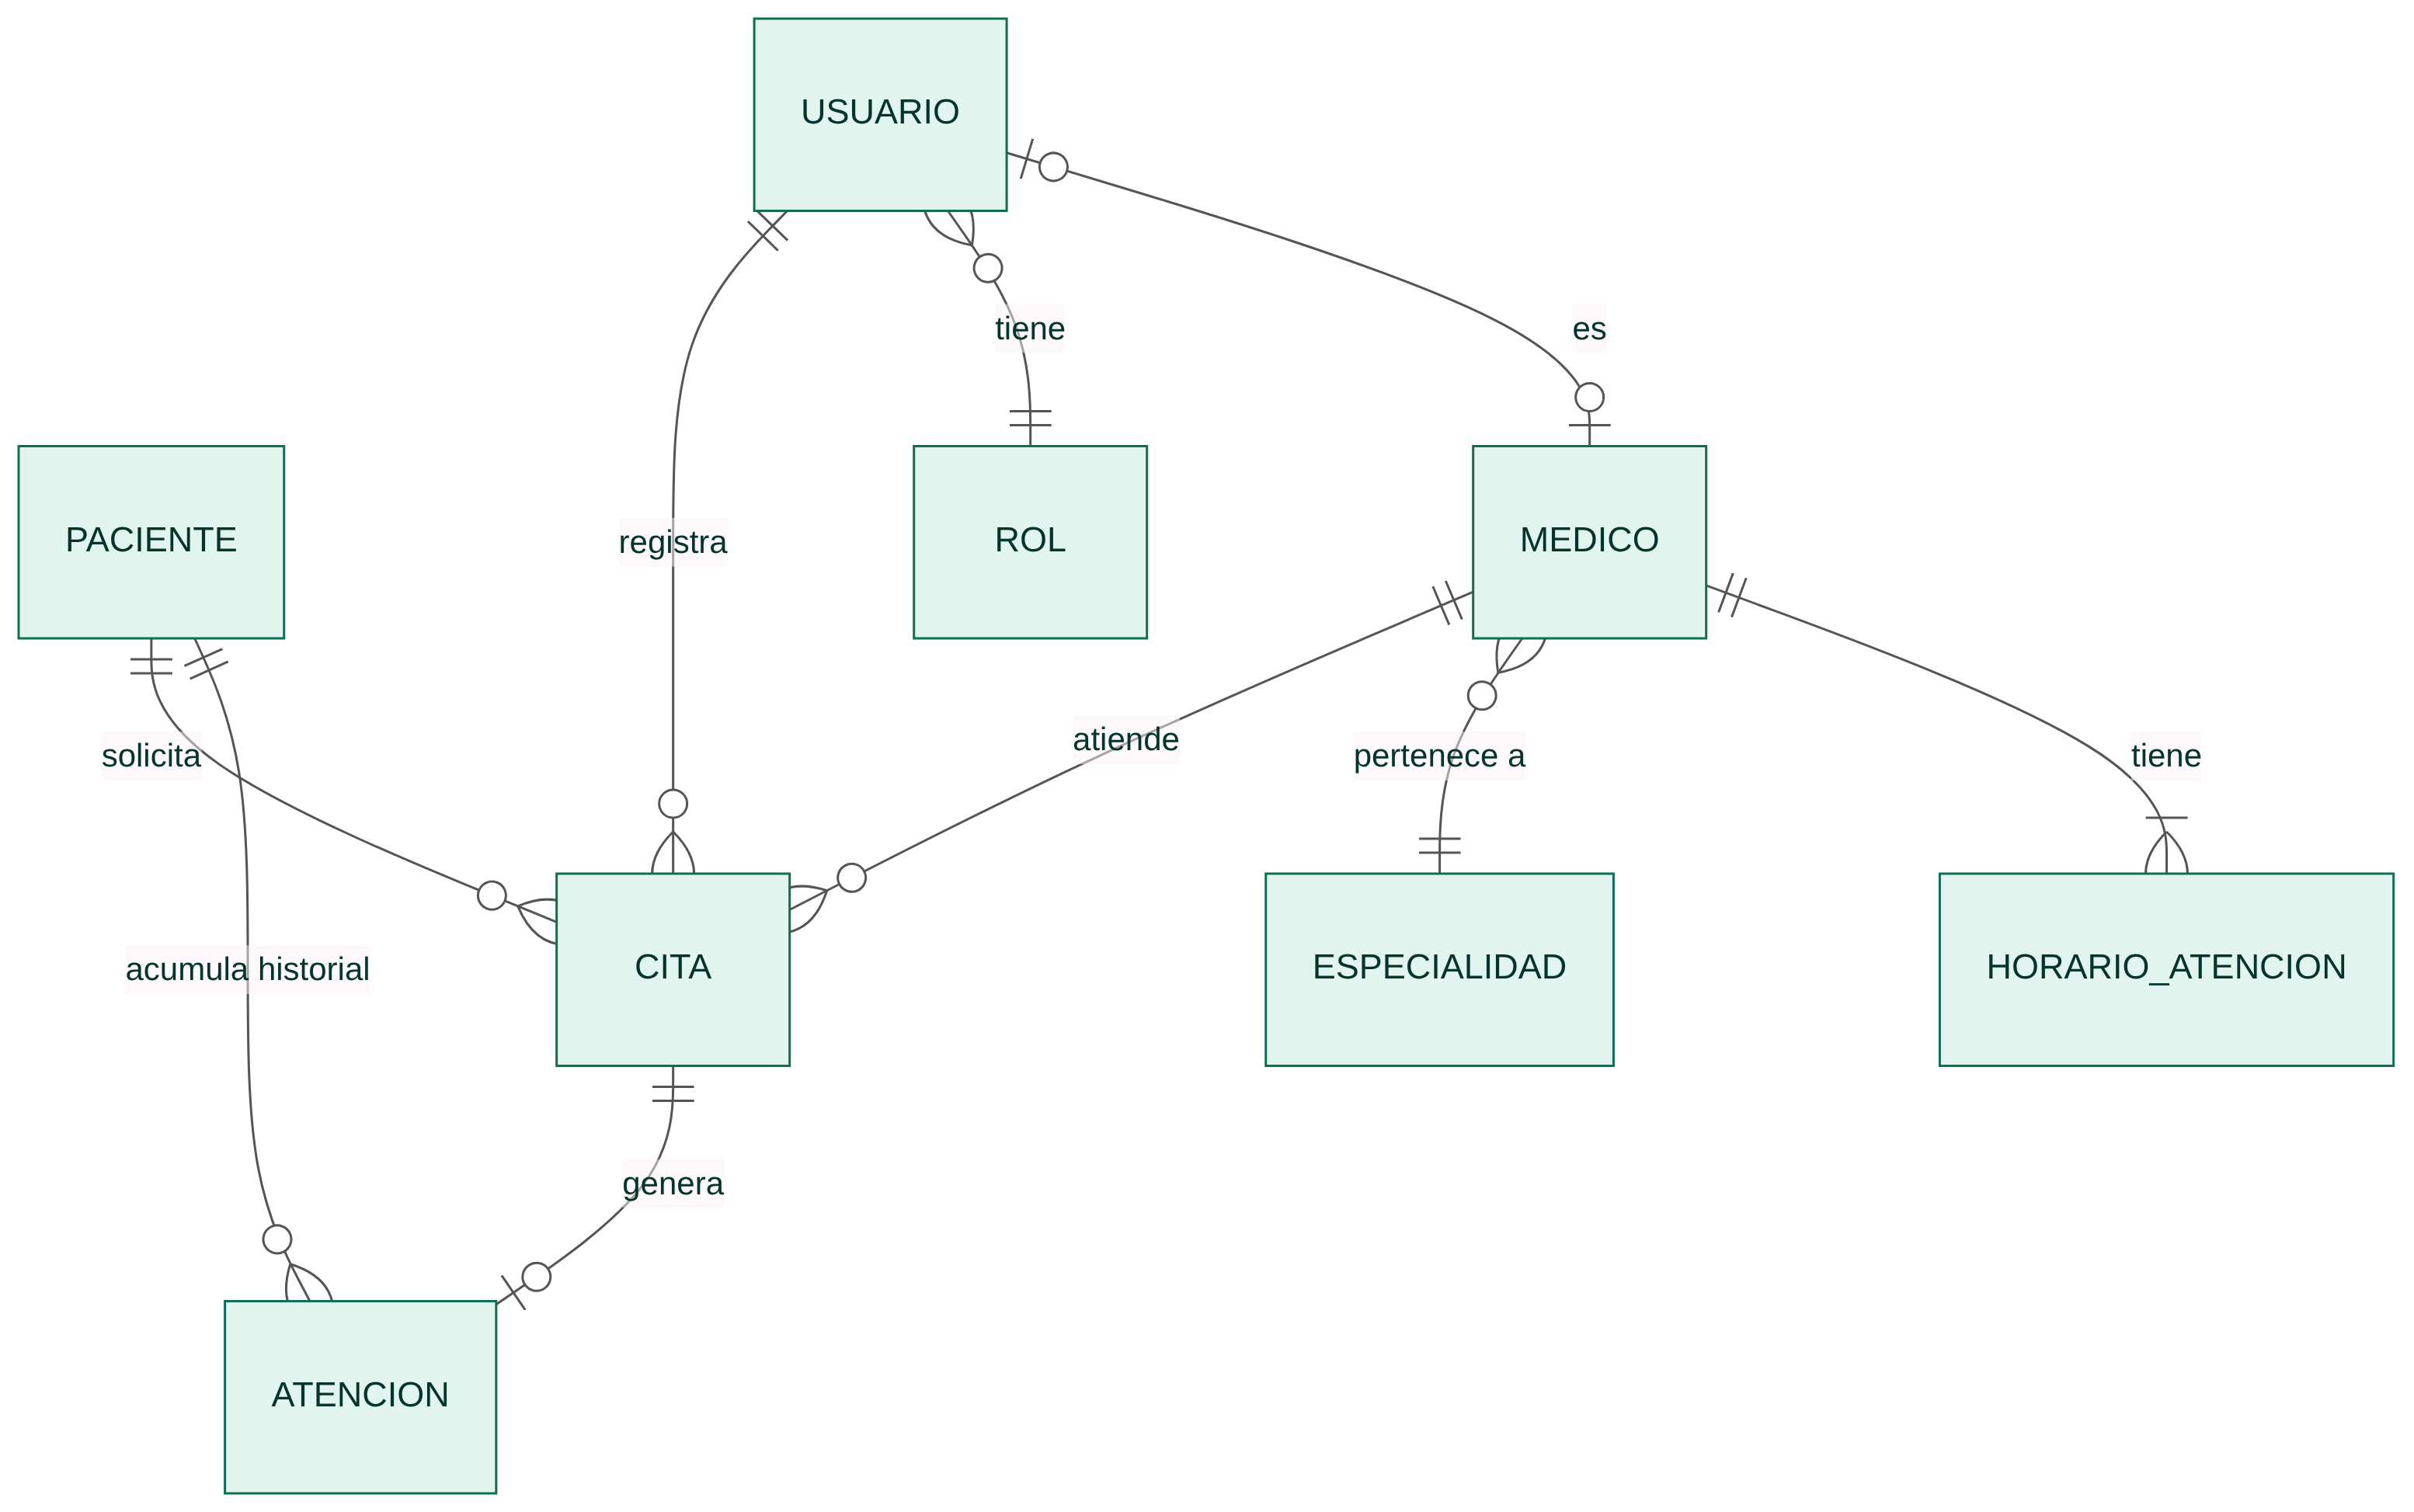 USUARIO
tiene
es
PACIENTE
registra
ROL
MEDICO
solicita
atiende
pertenece a
tiene
acumula historial
CITA
ESPECIALIDAD
HORARIO_ATENCION
genera
ATENCION